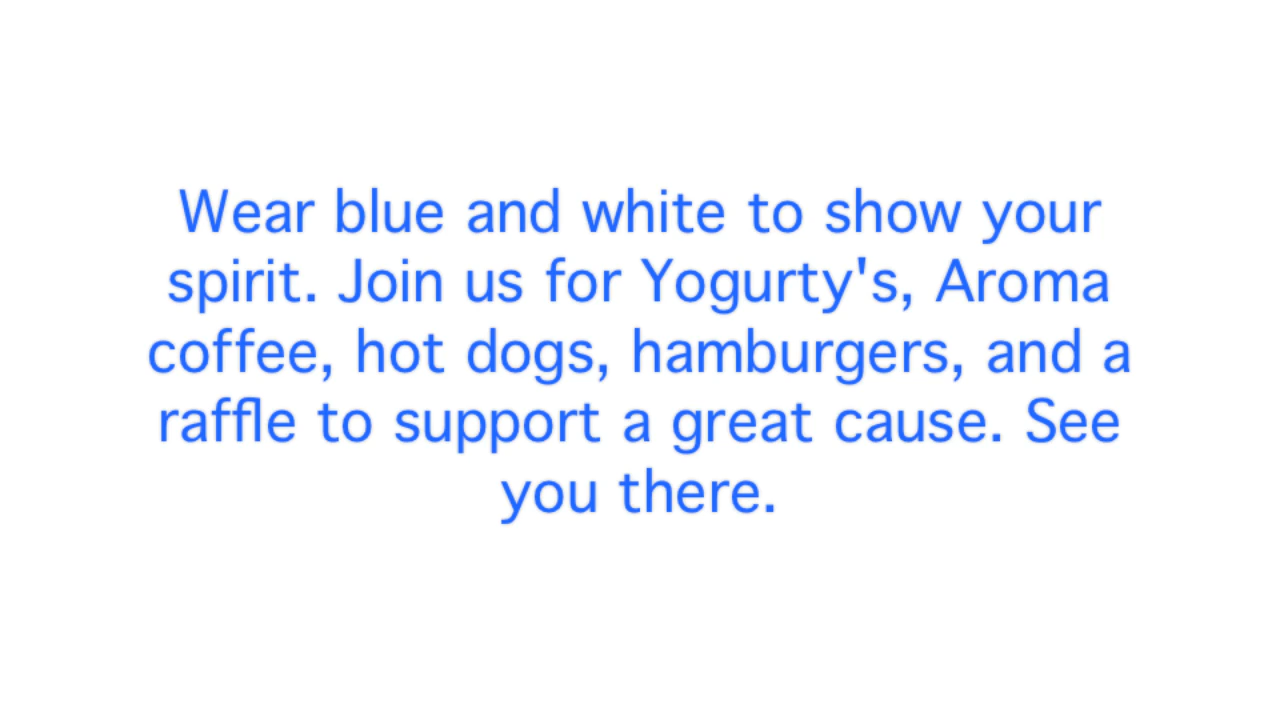 Wear blue and white to show your
spirit. Join us for Yogurty's, Aroma
coffee, hot dogs, hamburgers, and a
raffle to support a great cause. See
you there.